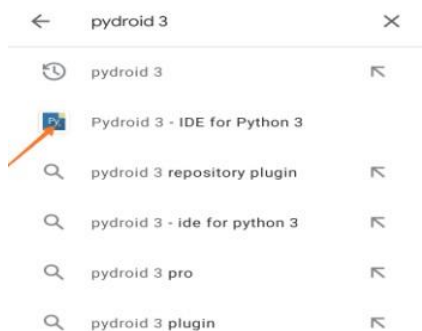 pydroid 3
pydroid 3
Py
Pydroid 3 - IDE for Python 3
pydroid 3 repository plugin
pydroid 3 - ide for python 3
pydroid 3 pro
pydroid 3 plugin